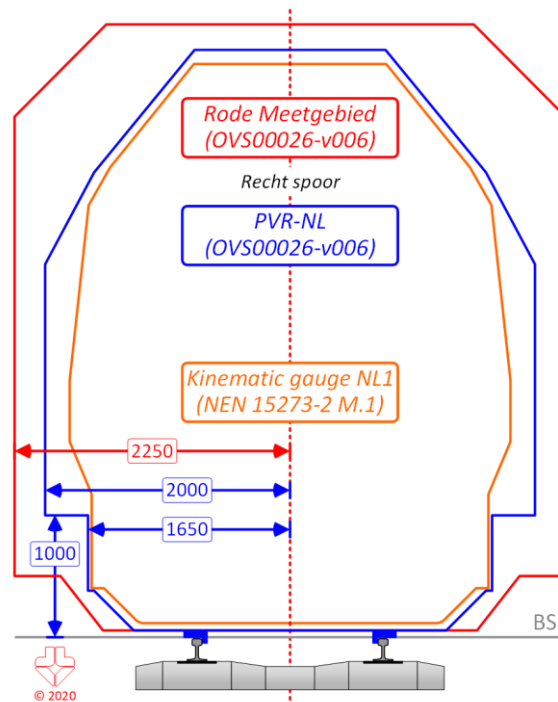 Rode Meetgebied
(OVS00026-v006)
Recht spoor
PVR-NL
(OVS00026-v006)
Kinematic gauge NL1
(NEN 15273-2 M.1)
2250
2000
1650
1000
BS
© 2020